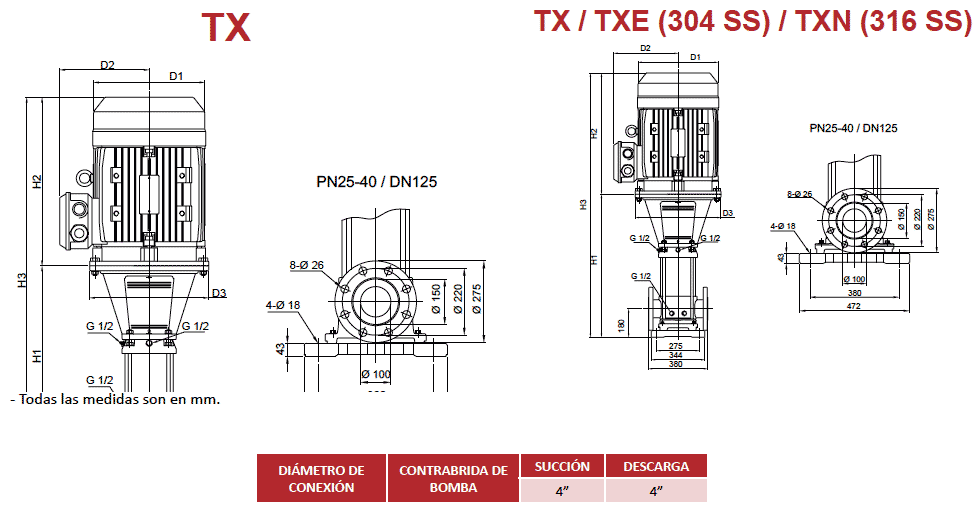 TX
TX / TXE (304 SS) / TXN (316 SS)
D2
D1
H2
H3
H1
D3
G 1/2
G 1/2
G 1/2
- Todas las medidas son en mm.
PN25-40 / DN125
8-Ø 26
4-Ø 18
43
Ø 100
Ø 150
Ø 220
Ø 275
D2
D1
H2
H3
H1
D3
G 1/2
G 1/2
G 1/2
180
275
344
380
PN25-40 / DN125
8-Ø 26
4-Ø 18
43
Ø 100
380
472
Ø 150
Ø 220
Ø 275
DIÁMETRO DE
CONEXIÓN
CONTRABRIDA DE
BOMBA
SUCCIÓN
DESCARGA
4”
4”